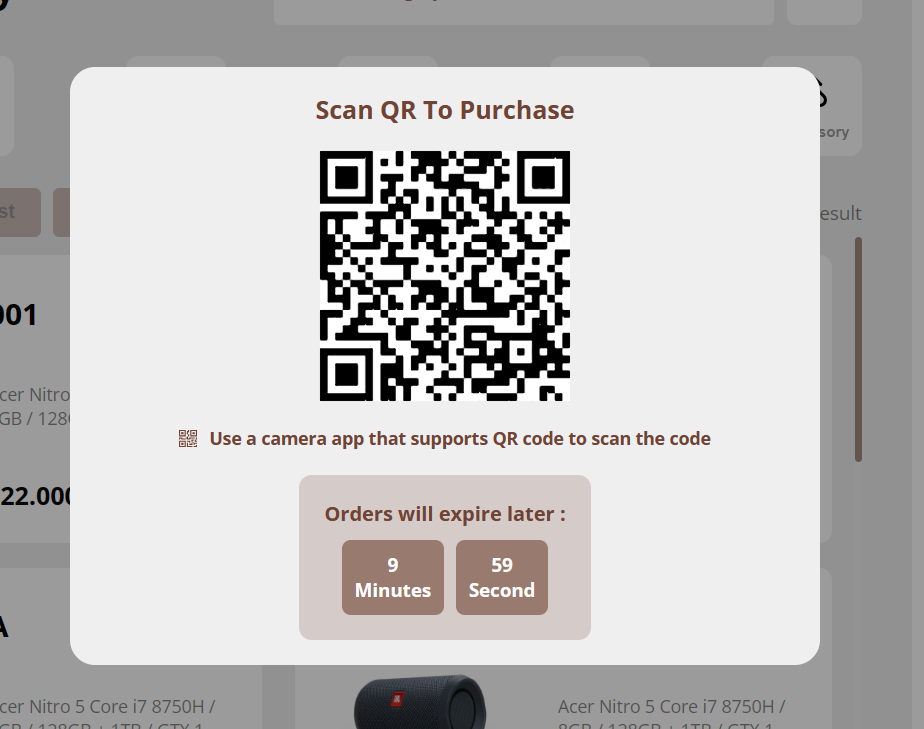 Scan QR To Purchase
sory
st
esult
001
cer Nitro
GB / 128G
Use a camera app that supports QR code to scan the code
22.000
Orders will expire later :
9
Minutes
59
Second
A
cer Nitro 5 Core i7 8750H /
Acer Nitro 5 Core i7 8750H /
8GB / 128GB + 1TB / GTX 1